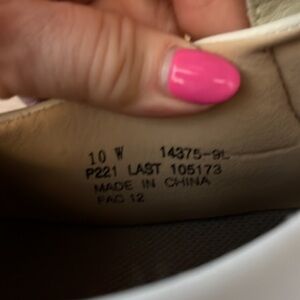 10 W 14375-9L
P221 LAST 105173
MADE IN CHINA
FAC 12